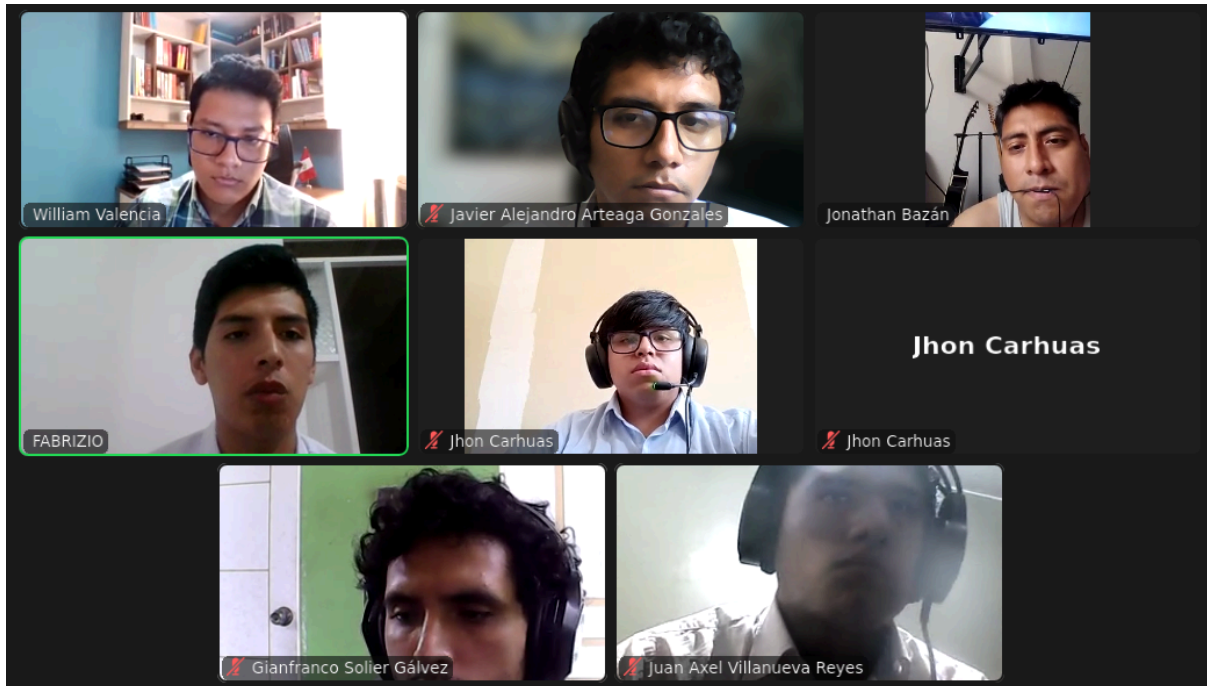 William Valencia
Javier Alejandro Arteaga Gonzales
Jonathan Bazán
FABRIZIO
Jhon Carhuas
Jhon Carhuas
Jhon Carhuas
Gianfranco Solier Gálvez
Juan Axel Villanueva Reyes